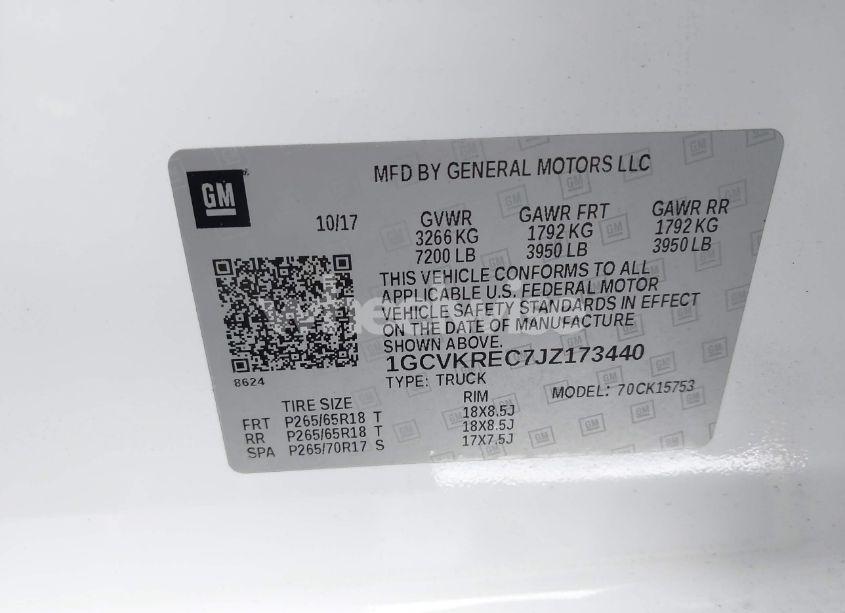 GM
MFD BY GENERAL MOTORS LLC
10/17
GVWR
3266 KG
7200 LB
GAWR FRT
1792 KG
3950 LB
GAWR RR
1792 KG
3950 LB
THIS VEHICLE CONFORMS TO ALL
APPLICABLE U.S. FEDERAL MOTOR
VEHICLE SAFETY STANDARDS IN EFFECT
ON THE DATE OF MANUFACTURE
SHOWN ABOVE.
1GCVKREC7JZ173440
8624
TYPE: TRUCK
MODEL: 70CK15753
TIRE SIZE RIM
FRT P265/65R18 T 18X8.5J
RR P265/65R18 T 18X8.5J
SPA P265/70R17 S 17X7.5J